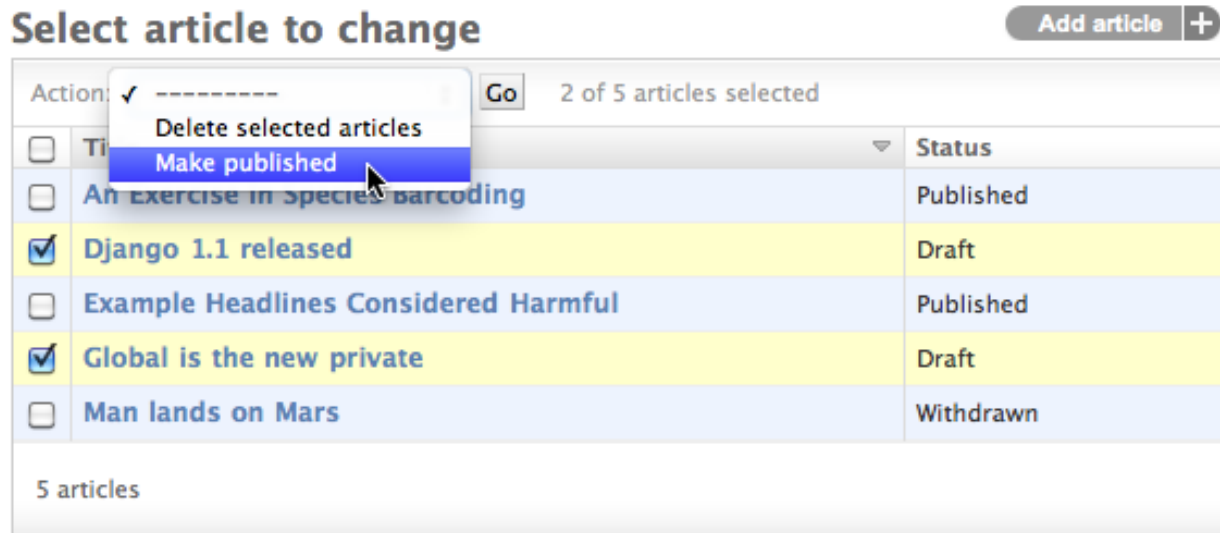 Select article to change
Add article +
Action: ✓ ---------
Go 2 of 5 articles selected
Delete selected articles
Make published
Status
An Exercise in Species Barcoding Published
Django 1.1 released Draft
Example Headlines Considered Harmful Published
Global is the new private Draft
Man lands on Mars Withdrawn
5 articles